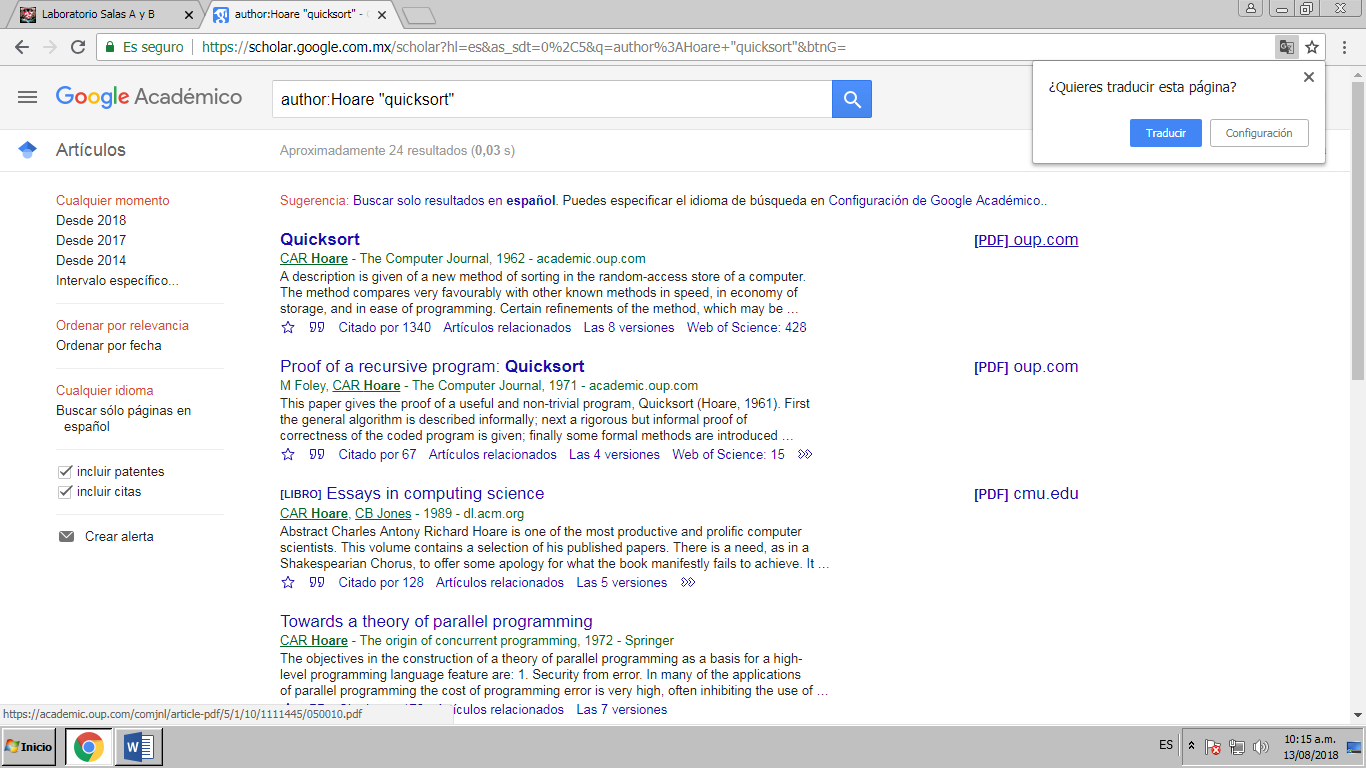 Laboratorio Salas A y B
author:Hoare "quicksort" - G
Es seguro
https://scholar.google.com.mx/scholar?hl=es&as_sdt=0%2C5&q=author%3AHoare+"quicksort"&btnG=
Google Académico
author:Hoare "quicksort"
¿Quieres traducir esta página?
Traducir
Configuración
Artículos
Aproximadamente 24 resultados (0,03 s)
Cualquier momento
Desde 2018
Desde 2017
Desde 2014
Intervalo específico...
Ordenar por relevancia
Ordenar por fecha
Cualquier idioma
Buscar sólo páginas en
español
incluir patentes
incluir citas
Crear alerta
Sugerencia: Buscar solo resultados en español. Puedes especificar el idioma de búsqueda en Configuración de Google Académico..
Quicksort
[PDF] oup.com
CAR Hoare - The Computer Journal, 1962 - academic.oup.com
A description is given of a new method of sorting in the random-access store of a computer.
The method compares very favourably with other known methods in speed, in economy of
storage, and in ease of programming. Certain refinements of the method, which may be ...
Citado por 1340 Artículos relacionados Las 8 versiones Web of Science: 428
Proof of a recursive program: Quicksort
[PDF] oup.com
M Foley, CAR Hoare - The Computer Journal, 1971 - academic.oup.com
This paper gives the proof of a useful and non-trivial program, Quicksort (Hoare, 1961). First
the general algorithm is described informally; next a rigorous but informal proof of
correctness of the coded program is given; finally some formal methods are introduced ...
Citado por 67 Artículos relacionados Las 4 versiones Web of Science: 15
[LIBRO] Essays in computing science
[PDF] cmu.edu
CAR Hoare, CB Jones - 1989 - dl.acm.org
Abstract Charles Antony Richard Hoare is one of the most productive and prolific computer
scientists. This volume contains a selection of his published papers. There is a need, as in a
Shakespearian Chorus, to offer some apology for what the book manifestly fails to achieve. It ...
Citado por 128 Artículos relacionados Las 5 versiones
Towards a theory of parallel programming
CAR Hoare - The origin of concurrent programming, 1972 - Springer
The objectives in the construction of a theory of parallel programming as a basis for a high-
level programming language feature are: 1. Security from error. In many of the applications
of parallel programming the cost of programming error is very high, often inhibiting the use of ...
relacionados Las 7 versiones
https://academic.oup.com/comjnl/article-pdf/5/1/10/1111445/050010.pdf
Inicio
ES
10:15 a.m.
13/08/2018